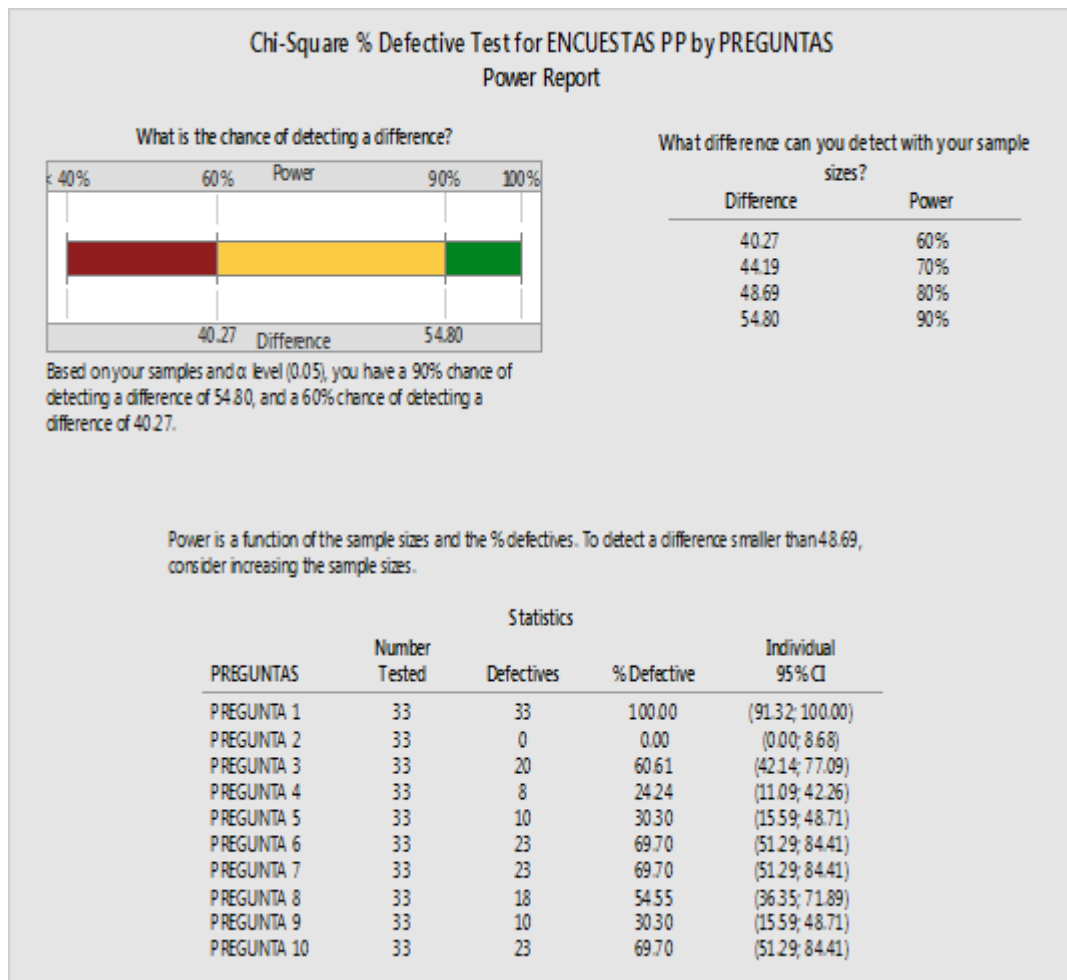 Chi-Square % Defective Test for ENCUESTAS PP by PREGUNTAS
Power Report
What is the chance of detecting a difference?
< 40% 60% Power 90% 100%
40.27 Difference 54.80
Based on your samples and α level (0.05), you have a 90% chance of
detecting a difference of 54.80, and a 60% chance of detecting a
difference of 40.27.
What difference can you detect with your sample
sizes?
Difference Power
40.27 60%
44.19 70%
48.69 80%
54.80 90%
Power is a function of the sample sizes and the % defectives. To detect a difference smaller than 48.69,
consider increasing the sample sizes.
Statistics
Number Individual
PREGUNTAS Tested Defectives % Defective 95% CI
PREGUNTA 1 33 33 100.00 (91.32; 100.00)
PREGUNTA 2 33 0 0.00 (0.00; 8.68)
PREGUNTA 3 33 20 60.61 (42.14; 77.09)
PREGUNTA 4 33 8 24.24 (11.09; 42.26)
PREGUNTA 5 33 10 30.30 (15.59; 48.71)
PREGUNTA 6 33 23 69.70 (51.29; 84.41)
PREGUNTA 7 33 23 69.70 (51.29; 84.41)
PREGUNTA 8 33 18 54.55 (36.35; 71.89)
PREGUNTA 9 33 10 30.30 (15.59; 48.71)
PREGUNTA 10 33 23 69.70 (51.29; 84.41)